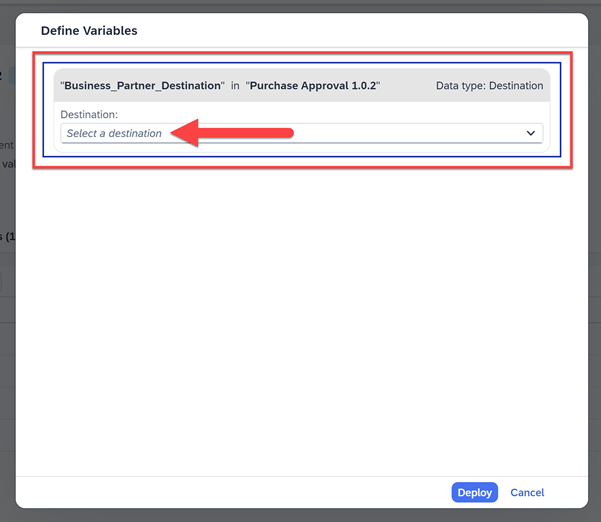 Define Variables
"Business_Partner_Destination" in "Purchase Approval 1.0.2" Data type: Destination
Destination:
Select a destination
Deploy Cancel